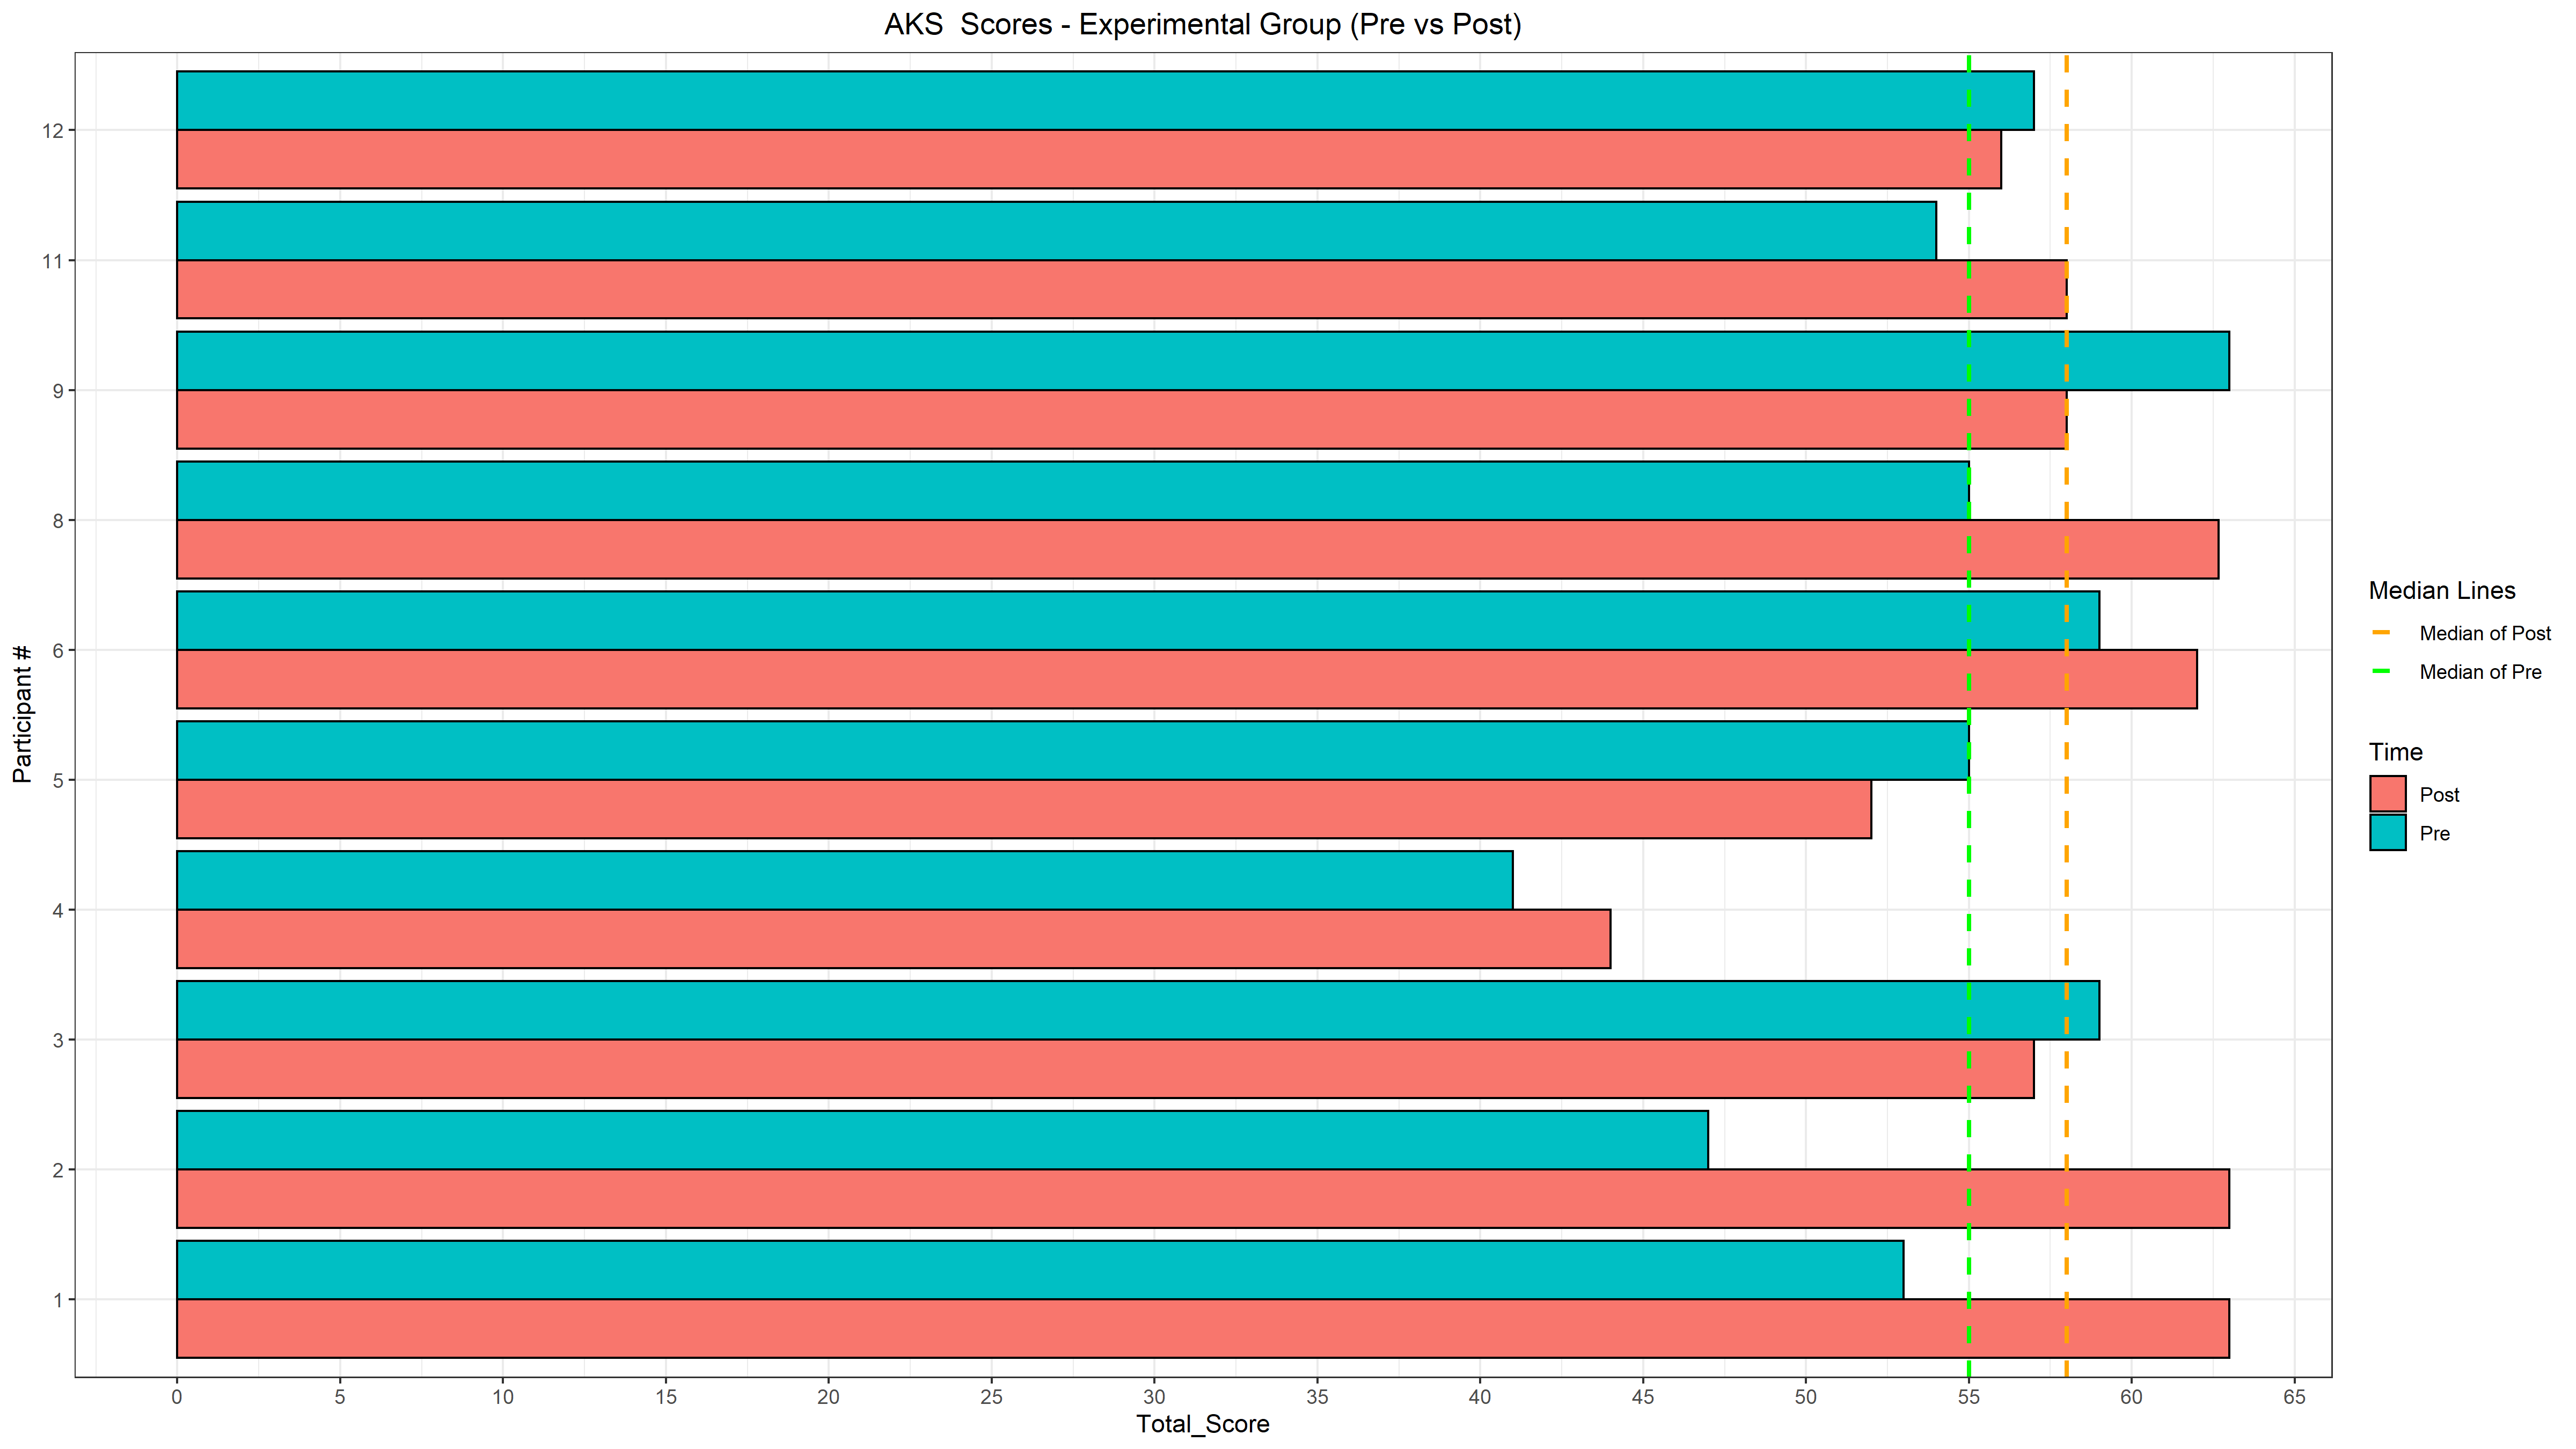 AKS  Scores - Experimental Group (Pre vs Post)
Participant #
12
11
9
8
6
5
4
3
2
1
0 5 10 15 20 25 30 35 40 45 50 55 60 65
Total_Score
Median Lines
Median of Post
Median of Pre
Time
Post
Pre